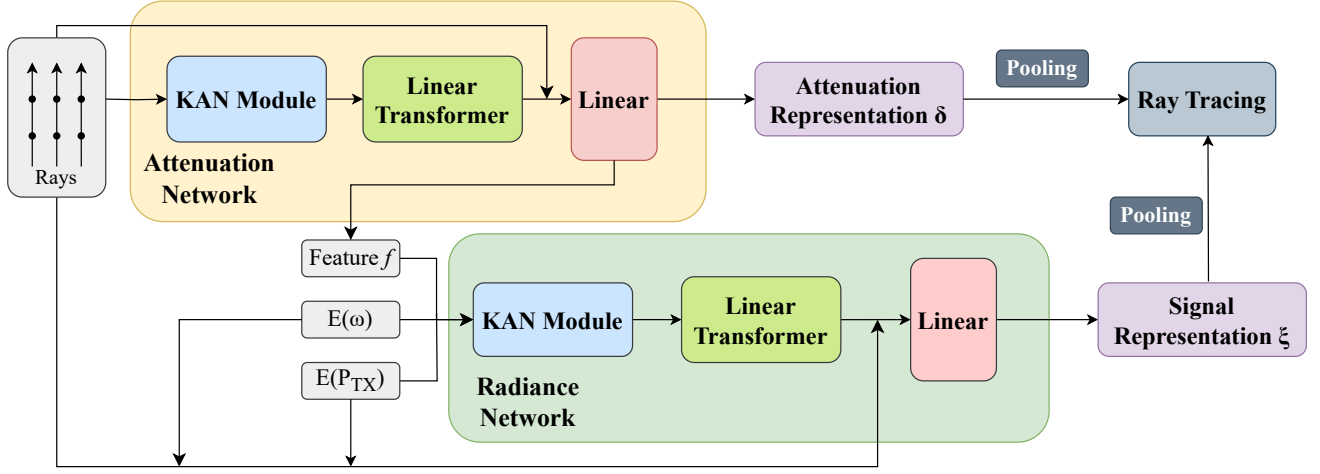 Rays
KAN Module
Linear
Transformer
Linear
Attenuation
Network
Attenuation
Representation δ
Pooling
Ray Tracing
Pooling
Feature f
E(ω)
E(P_TX)
KAN Module
Linear
Transformer
Linear
Radiance
Network
Signal
Representation ξ